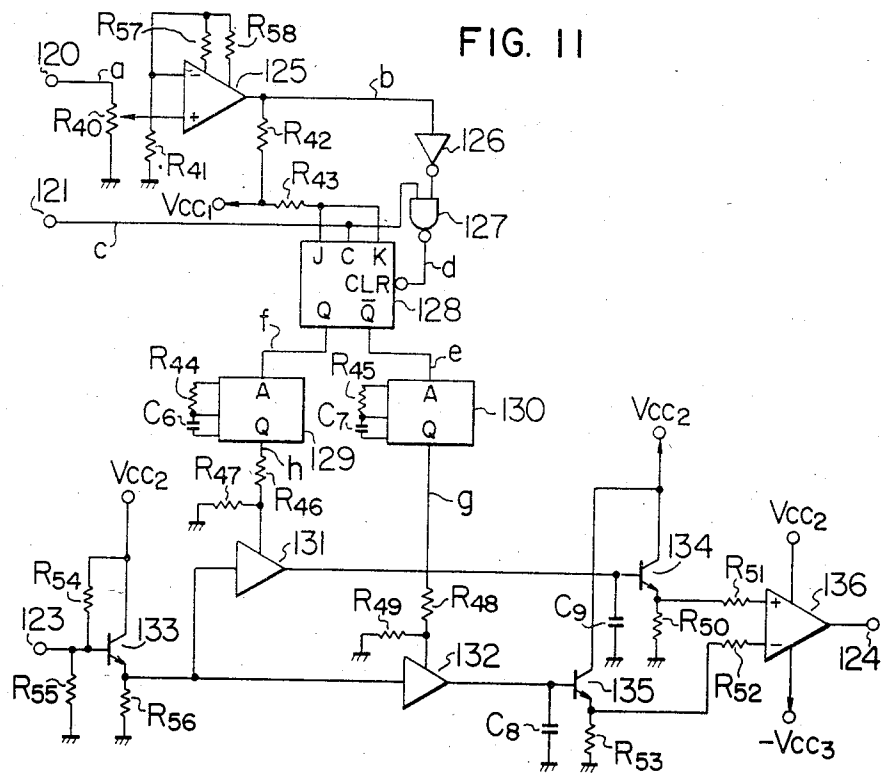 FIG. 11
R57
R58
120
a
125
b
R40
-
+
R41
R42
126
121
VCC1
R43
127
c
J C K
CLR
d
Q Q̅
128
f
e
R44
R45
A
A
C6
C7
130
Q
Q
129
VCC2
R47
h
R46
g
VCC2
131
134
VCC2
R54
R51
136
123
133
R49
R48
C9
R50
+
-
124
132
R52
R55
R56
135
C8
R53
-VCC3